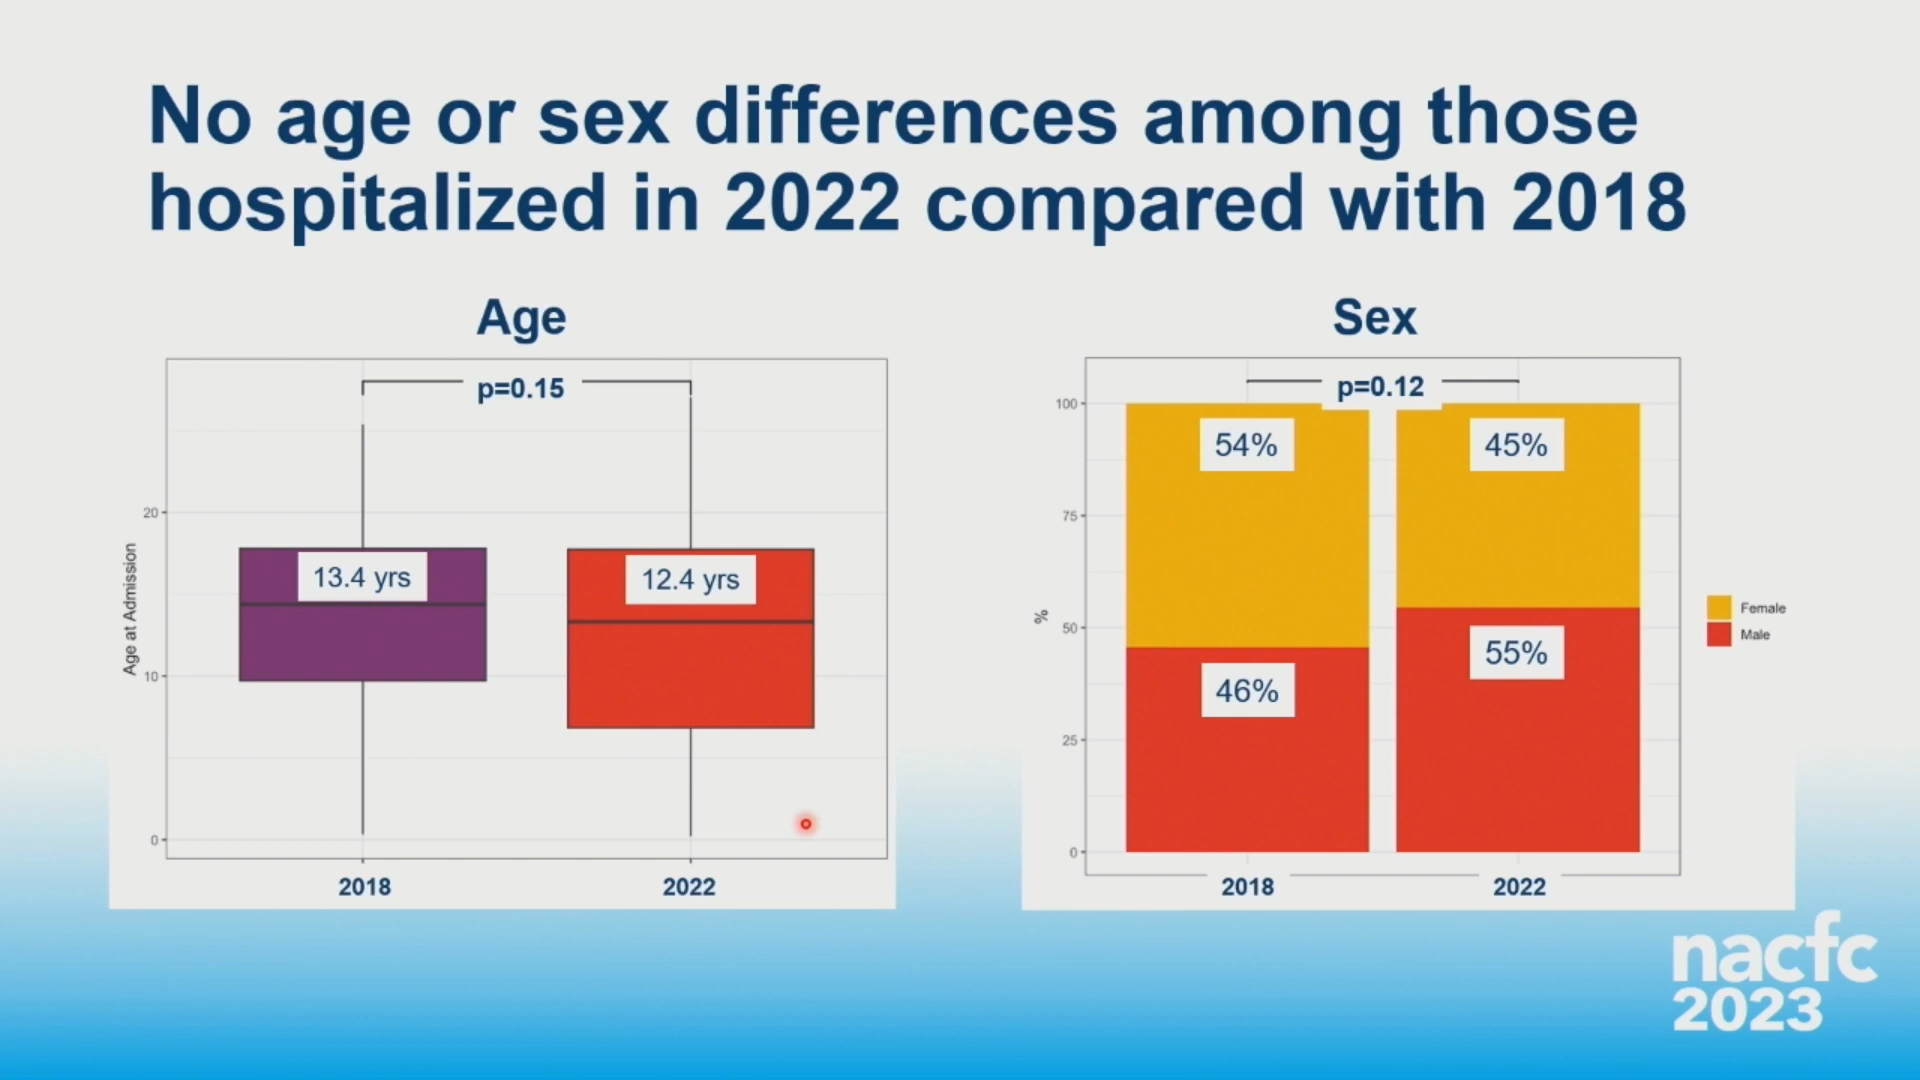 No age or sex differences among those
hospitalized in 2022 compared with 2018
Age
p=0.15
Age at Admission
20
10
0
13.4 yrs
12.4 yrs
2018
2022
Sex
p=0.12
%
100
75
50
25
0
54%
45%
46%
55%
2018
2022
Female
Male
nacfc
2023